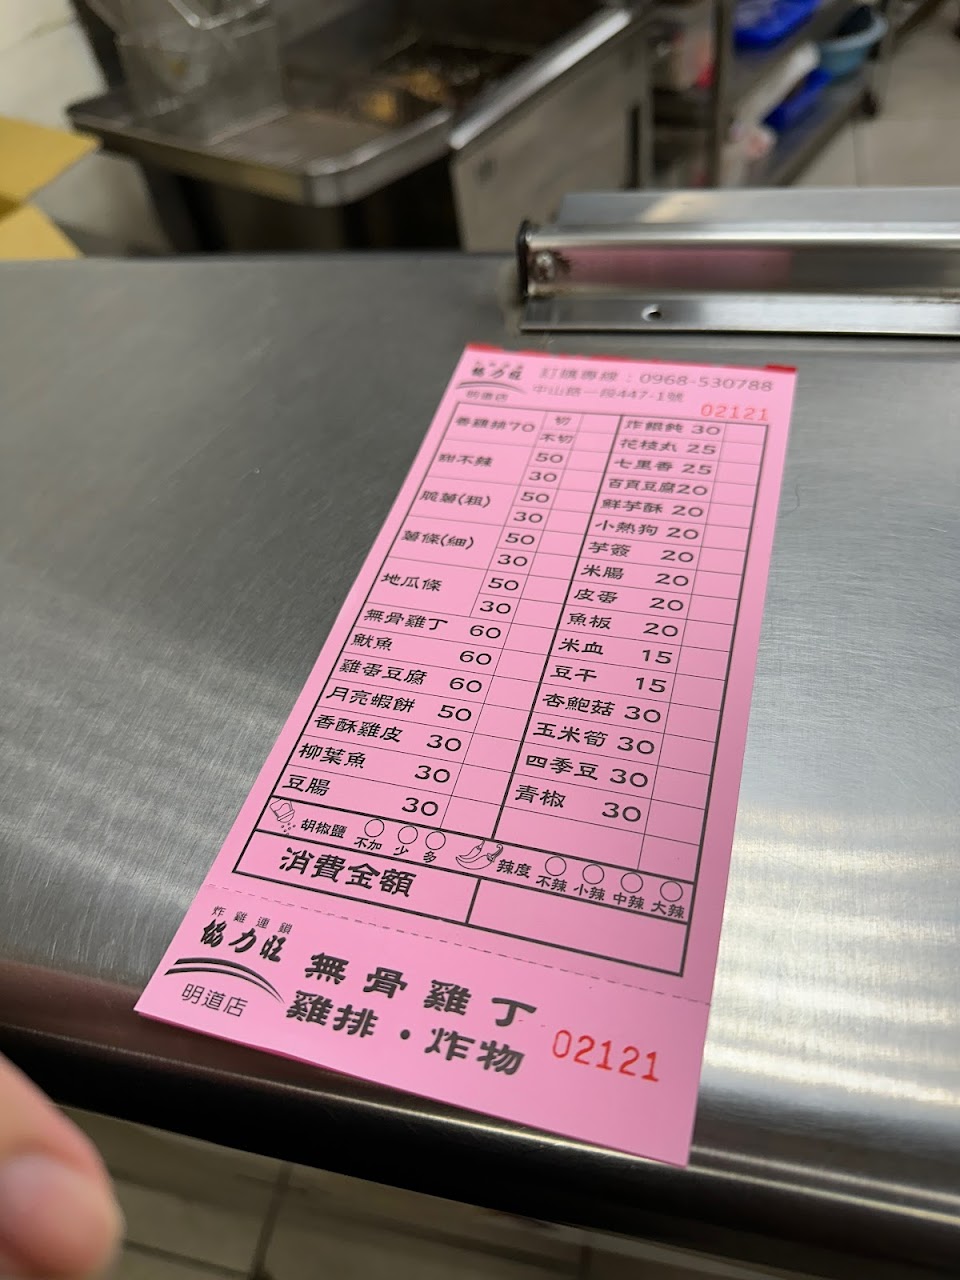 協力旺
明道店
訂購專線：0968-530788
中山路一段447-1號
02121
香雞排70 切
不切
甜不辣 50
30
脆薯(粗) 50
30
薯條(細) 50
30
地瓜條 50
30
無骨雞丁 60
魷魚 60
雞蛋豆腐 60
月亮蝦餅 50
香酥雞皮 30
柳葉魚 30
豆腸 30
炸餛飩 30
花枝丸 25
七里香 25
百頁豆腐20
鮮芋酥 20
小熱狗 20
芋簽 20
米腸 20
皮蛋 20
魚板 20
米血 15
豆干 15
杏鮑菇 30
玉米筍 30
四季豆 30
青椒 30
胡椒鹽 不加 少 多
辣度 不辣 小辣 中辣 大辣
消費金額
炸雞連鎖
協力旺
明道店
無骨雞丁
雞排・炸物
02121